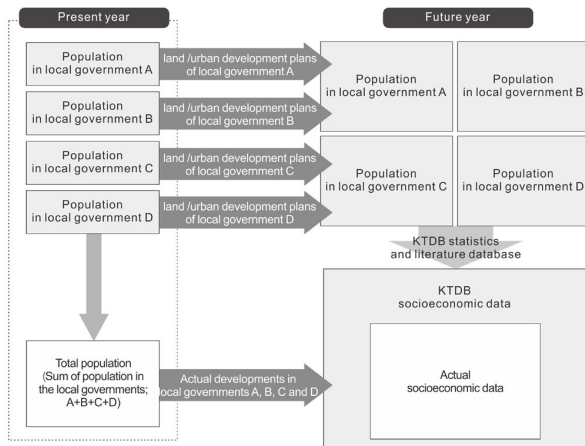 Present year
Future year
Population
in local government A
land /urban development plans
of local government A
Population
in local government A
Population
in local government B
Population
in local government B
land /urban development plans
of local government B
Population
in local government C
land /urban development plans
of local government C
Population
in local government C
Population
in local government D
Population
in local government D
land /urban development plans
of local government D
KTDB statistics
and literature database
KTDB
socioeconomic data
Total population
(Sum of population in
the local governments;
A+B+C+D)
Actual developments in
local governments A, B, C and D
Actual
socioeconomic data